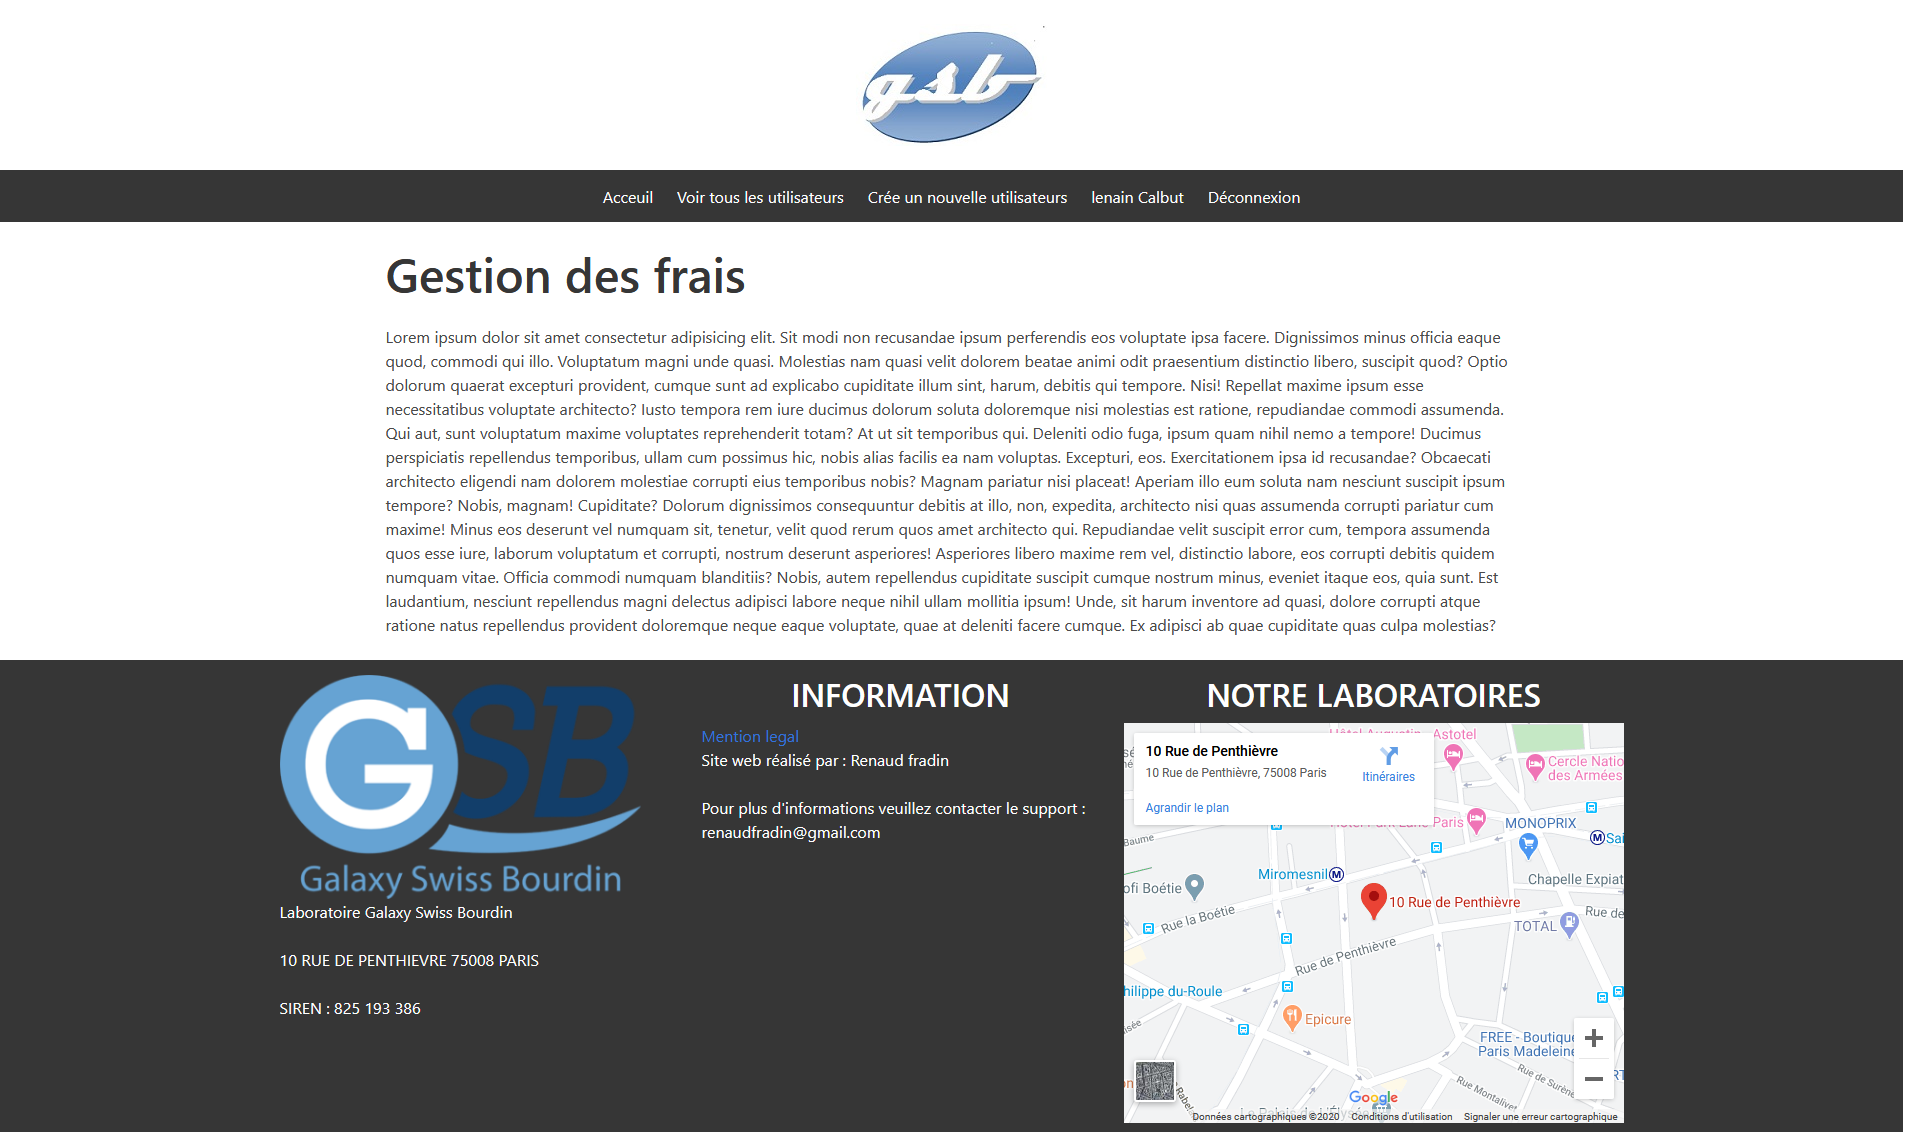 gsb
Acceuil Voir tous les utilisateurs Crée un nouvelle utilisateurs lenain Calbut Déconnexion
Gestion des frais
Lorem ipsum dolor sit amet consectetur adipisicing elit. Sit modi non recusandae ipsum perferendis eos voluptate ipsa facere. Dignissimos minus officia eaque
quod, commodi qui illo. Voluptatum magni unde quasi. Molestias nam quasi velit dolorem beatae animi odit praesentium distinctio libero, suscipit quod? Optio
dolorum quaerat excepturi provident, cumque sunt ad explicabo cupiditate illum sint, harum, debitis qui tempore. Nisi! Repellat maxime ipsum esse
necessitatibus voluptate architecto? Iusto tempora rem iure ducimus dolorum soluta doloremque nisi molestias est ratione, repudiandae commodi assumenda.
Qui aut, sunt voluptatum maxime voluptates reprehenderit totam? At ut sit temporibus qui. Deleniti odio fuga, ipsum quam nihil nemo a tempore! Ducimus
perspiciatis repellendus temporibus, ullam cum possimus hic, nobis alias facilis ea nam voluptas. Excepturi, eos. Exercitationem ipsa id recusandae? Obcaecati
architecto eligendi nam dolorem molestiae corrupti eius temporibus nobis? Magnam pariatur nisi placeat! Aperiam illo eum soluta nam nesciunt suscipit ipsum
tempore? Nobis, magnam! Cupiditate? Dolorum dignissimos consequuntur debitis at illo, non, expedita, architecto nisi quas assumenda corrupti pariatur cum
maxime! Minus eos deserunt vel numquam sit, tenetur, velit quod rerum quos amet architecto qui. Repudiandae velit suscipit error cum, tempora assumenda
quos esse iure, laborum voluptatum et corrupti, nostrum deserunt asperiores! Asperiores libero maxime rem vel, distinctio labore, eos corrupti debitis quidem
numquam vitae. Officia commodi numquam blanditiis? Nobis, autem repellendus cupiditate suscipit cumque nostrum minus, eveniet itaque eos, quia sunt. Est
laudantium, nesciunt repellendus magni delectus adipisci labore neque nihil ullam mollitia ipsum! Unde, sit harum inventore ad quasi, dolore corrupti atque
ratione natus repellendus provident doloremque neque eaque voluptate, quae at deleniti facere cumque. Ex adipisci ab quae cupiditate quas culpa molestias?
GSB
Galaxy Swiss Bourdin
Laboratoire Galaxy Swiss Bourdin
10 RUE DE PENTHIEVRE 75008 PARIS
SIREN : 825 193 386
INFORMATION
Mention legal
Site web réalisé par : Renaud fradin
Pour plus d'informations veuillez contacter le support :
renaudfradin@gmail.com
NOTRE LABORATOIRES
Astotel
10 Rue de Penthièvre
10 Rue de Penthièvre, 75008 Paris
Itinéraires
Agrandir le plan
Cercle Natio
des Armées
Paris
MONOPRIX
Sai
Baume
Miromesnil
Chapelle Expiat
ofi Boétie
10 Rue de Penthièvre
Rue la Boétie
Rue de
TOTAL
Rue de Penthièvre
hilippe du-Roule
Epicure
FREE - Boutique
Paris Madeleine
Rue de Surène
Rue Montalivet
Google
Données cartographiques ©2020 Conditions d'utilisation Signaler une erreur cartographique